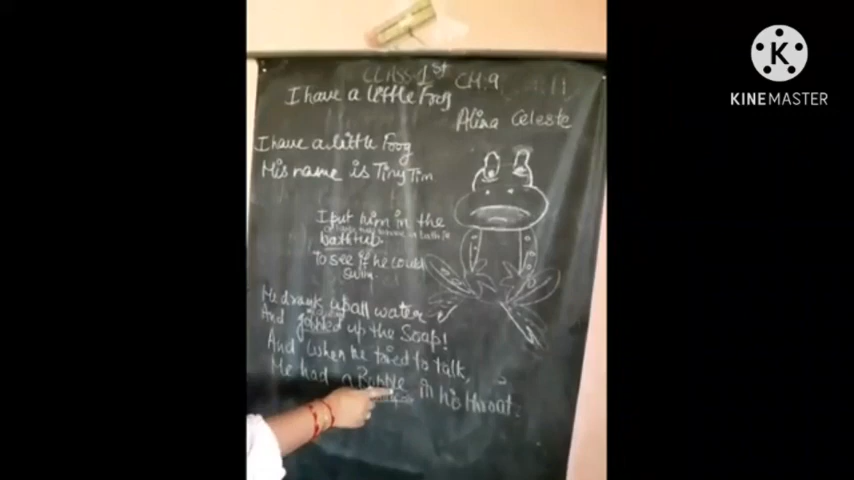 CLASS-1st CH.9
I have a little Frog
Alina Celeste
I have a little Frog
His name is Tiny Tim
I put him in the
bathtub.
To see if he could
swim.
He drank up all water
And gobbled up the Soap!
And when he tried to talk,
He had a Bubble in his throat.
K
KINEMASTER